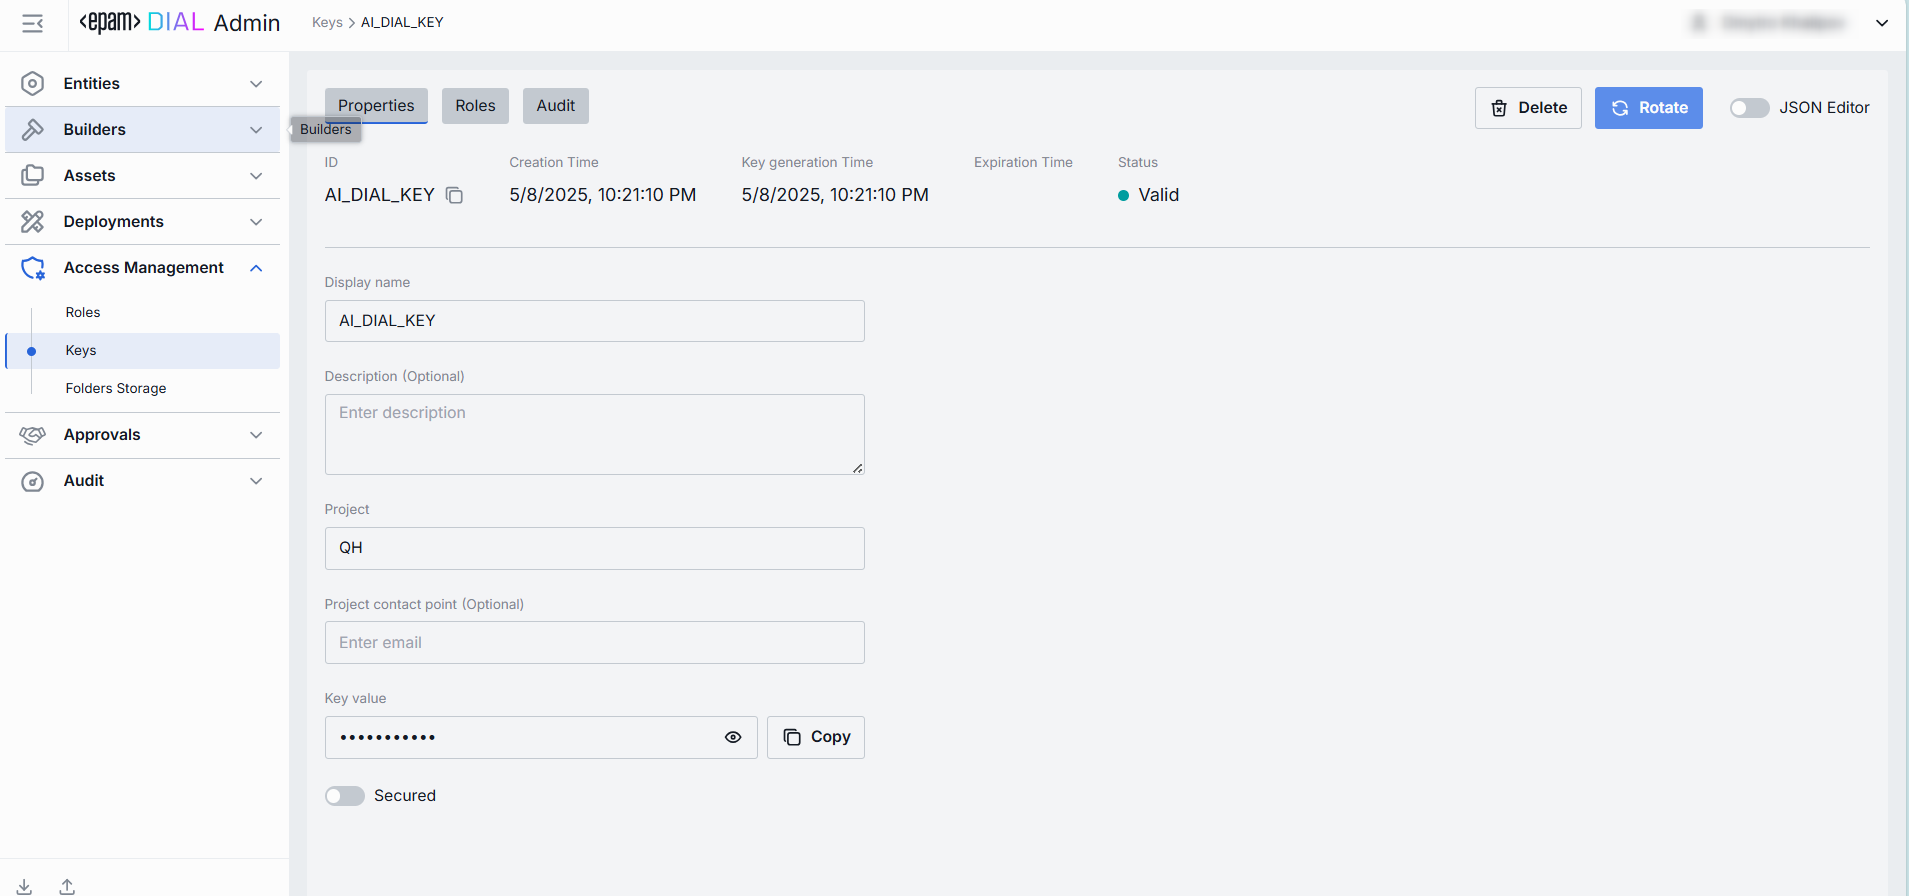 <epam> DIAL Admin
Keys > AI_DIAL_KEY
Entities
Builders
Assets
Deployments
Access Management
Roles
Keys
Folders Storage
Approvals
Audit
Builders
Properties
Roles
Audit
Delete
Rotate
JSON Editor
ID
AI_DIAL_KEY
Creation Time
5/8/2025, 10:21:10 PM
Key generation Time
5/8/2025, 10:21:10 PM
Expiration Time
Status
Valid
Display name
AI_DIAL_KEY
Description (Optional)
Enter description
Project
QH
Project contact point (Optional)
Enter email
Key value
•••••••••••
Copy
Secured